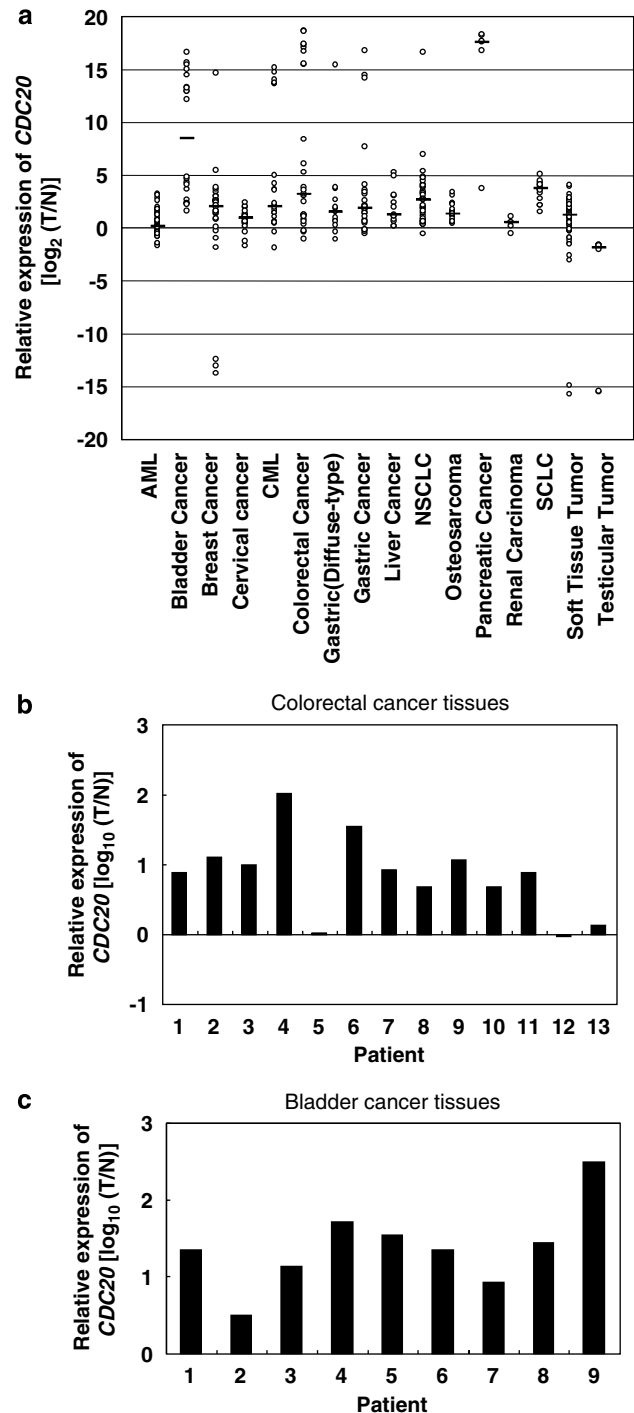 a
Relative expression of CDC20
[log2 (T/N)]
20
15
10
5
0
-5
-10
-15
-20
AML
Bladder Cancer
Breast Cancer
Cervical cancer
CML
Colorectal Cancer
Gastric(Diffuse-type)
Gastric Cancer
Liver Cancer
NSCLC
Osteosarcoma
Pancreatic Cancer
Renal Carcinoma
SCLC
Soft Tissue Tumor
Testicular Tumor
b
Colorectal cancer tissues
Relative expression of
CDC20 [log10 (T/N)]
3
2
1
0
-1
1 2 3 4 5 6 7 8 9 10 11 12 13
Patient
c
Bladder cancer tissues
Relative expression of
CDC20 [log10 (T/N)]
3
2
1
0
1 2 3 4 5 6 7 8 9
Patient